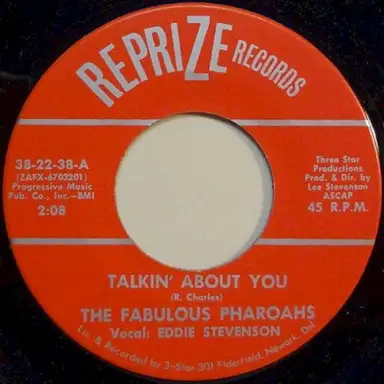 REPRIZE RECORDS
38-22-38-A
(ZAFX-6703201)
Progressive Music
Pub. Co., Inc.-BMI
2:08
Three Star
Productions
Prod. & Dir. by
Lee Stevenson
ASCAP
45 R.P.M.
TALKIN' ABOUT YOU
(R. Charles)
THE FABULOUS PHAROAHS
Vocal: EDDIE STEVENSON
Lic. & Recorded by 3-Star 301 Fiderfield, Newark, Del